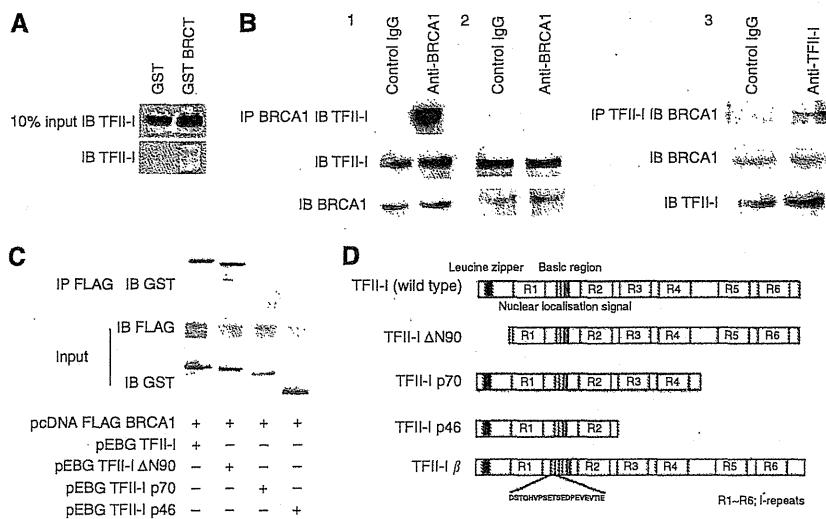 A
GST
GST BRCT
10% input IB TFII-I
IB TFII-I
B
1
Control IgG
Anti-BRCA1
2
Control IgG
Anti-BRCA1
3
Control IgG
Anti-TFII-I
IP BRCA1 IB TFII-I
IB TFII-I
IB BRCA1
IP TFII-I IB BRCA1
IB BRCA1
IB TFII-I
C
IP FLAG IB GST
Input
IB FLAG
IB GST
pcDNA FLAG BRCA1 + + + +
pEBG TFII-I + − − −
pEBG TFII-I ΔN90 − + − −
pEBG TFII-I p70 − − + −
pEBG TFII-I p46 − − − +
D
Leucine zipper Basic region
TFII-I (wild type) R1 R2 R3 R4 R5 R6
Nuclear localisation signal
TFII-I ΔN90 R1 R2 R3 R4 R5 R6
TFII-I p70 R1 R2 R3 R4
TFII-I p46 R1 R2
TFII-I β R1 R2 R3 R4 R5 R6
DSTQHVPSETSEDPEVEVTIE
R1~R6; I-repeats